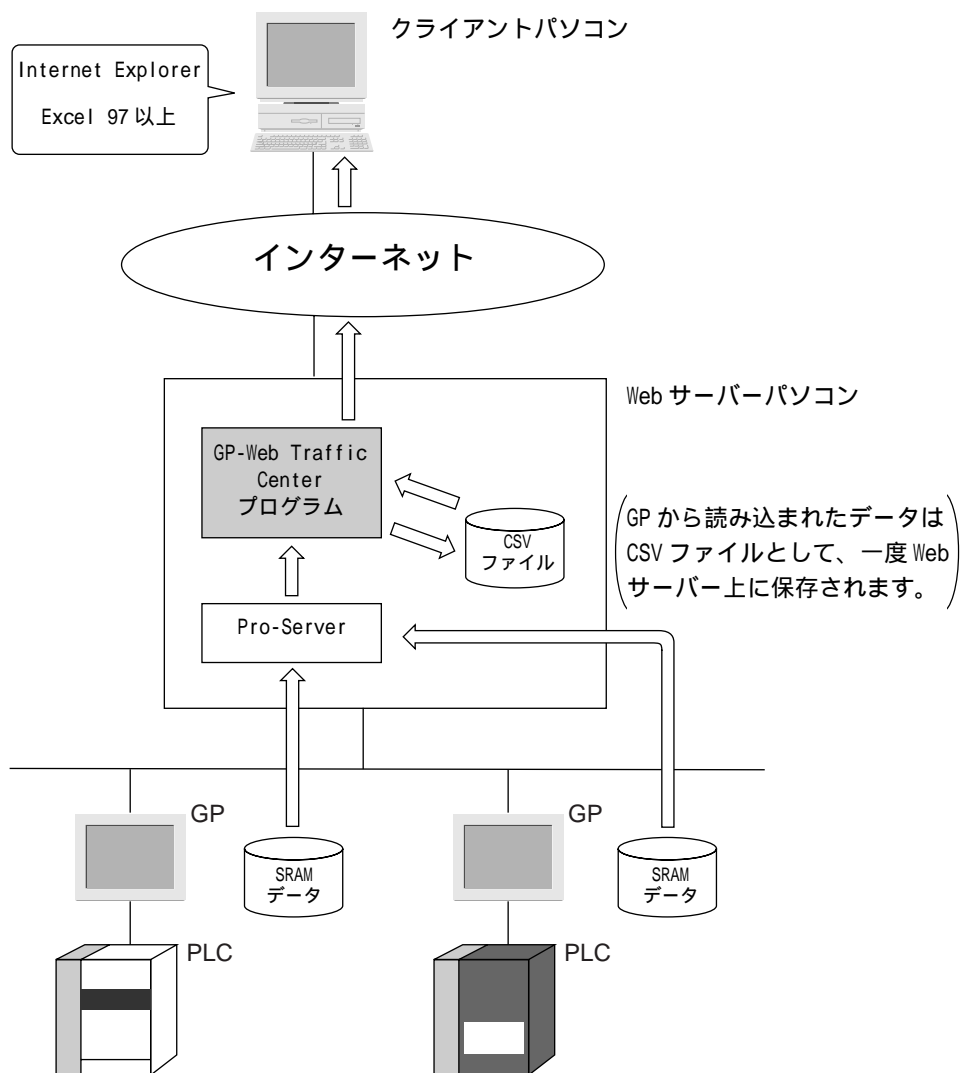 クライアントパソコン
Internet Explorer
Excel 97 以上
インターネット
Web サーバーパソコン
GP-Web Traffic
Center
プログラム
CSV
ファイル
GP から読み込まれたデータは
CSV ファイルとして、一度 Web
サーバー上に保存されます。
Pro-Server
GP
SRAM
データ
GP
SRAM
データ
PLC
PLC